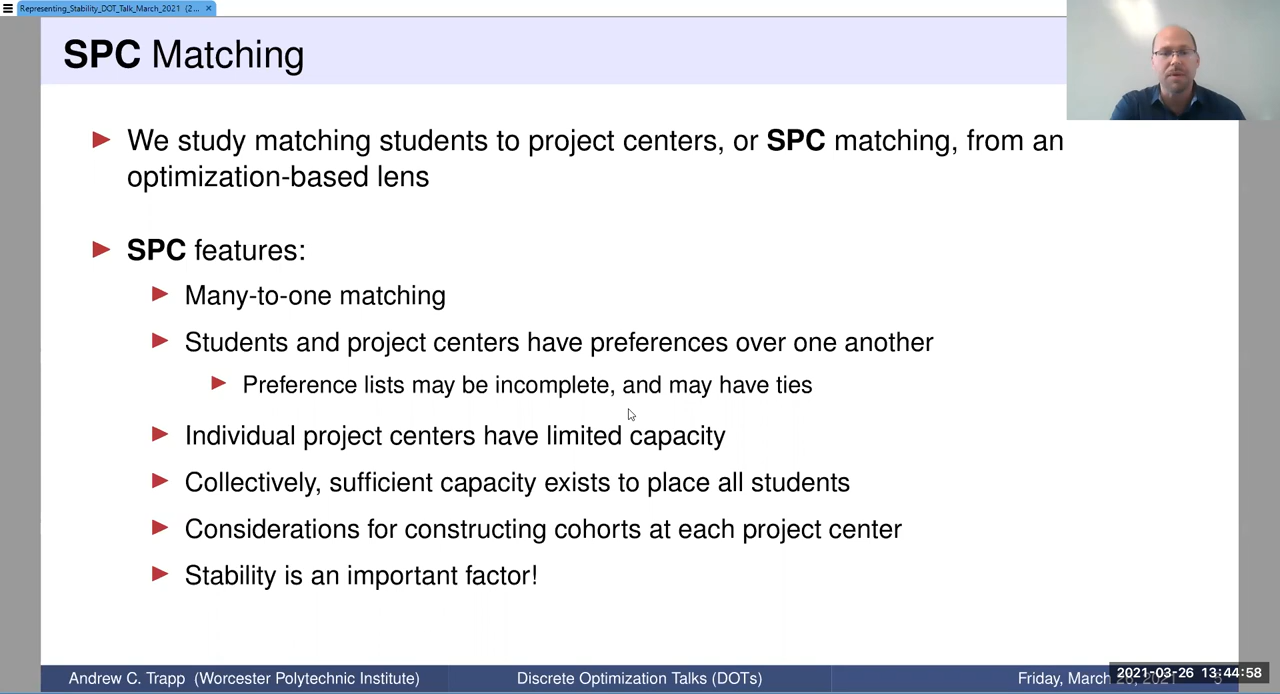 Representing_Stability_DOT_Talk_March_2021 (2...
SPC Matching
We study matching students to project centers, or SPC matching, from an
optimization-based lens
SPC features:
Many-to-one matching
Students and project centers have preferences over one another
Preference lists may be incomplete, and may have ties
Individual project centers have limited capacity
Collectively, sufficient capacity exists to place all students
Considerations for constructing cohorts at each project center
Stability is an important factor!
Andrew C. Trapp (Worcester Polytechnic Institute)
Discrete Optimization Talks (DOTs)
Friday, March
2021-03-26 13:44:58